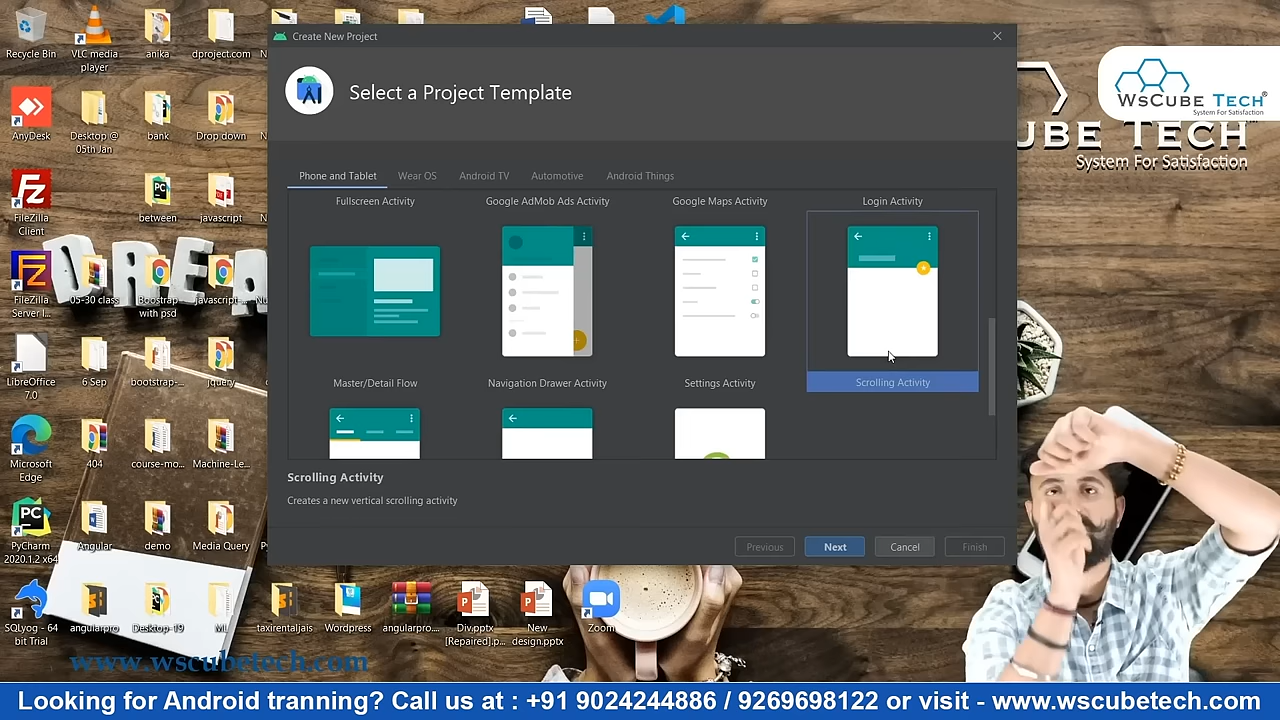 Create New Project
Select a Project Template
Phone and Tablet
Wear OS
Android TV
Automotive
Android Things
Fullscreen Activity
Google AdMob Ads Activity
Google Maps Activity
Login Activity
Master/Detail Flow
Navigation Drawer Activity
Settings Activity
Scrolling Activity
Scrolling Activity
Creates a new vertical scrolling activity
Previous
Next
Cancel
Finish
Recycle Bin
VLC media
player
anika
dproject.com
AnyDesk
Desktop @
05th Jan
bank
Drop down
FileZilla
Client
between
javascript
FileZilla
Server I...
05-30 class
Boostrap
with psd
javascript-...
LibreOffice
7.0
6 Sep
bootstrap-...
jquery
Microsoft
Edge
404
course-mo...
Machine-Le...
PyCharm
2020.1.2 x64
Angular
demo
Media Query
SQLyog - 64
bit Trial
angularpro
Desktop-19
ML
taxirentaljais
Wordpress
angularpro....
Div.pptx
[Repaired].p...
New
design.pptx
Zoom
WsCube Tech®
System For Satisfaction
UBE TECH
System For Satisfaction
www.wscubetech.com
Looking for Android tranning? Call us at : +91 9024244886 / 9269698122 or visit - www.wscubetech.com